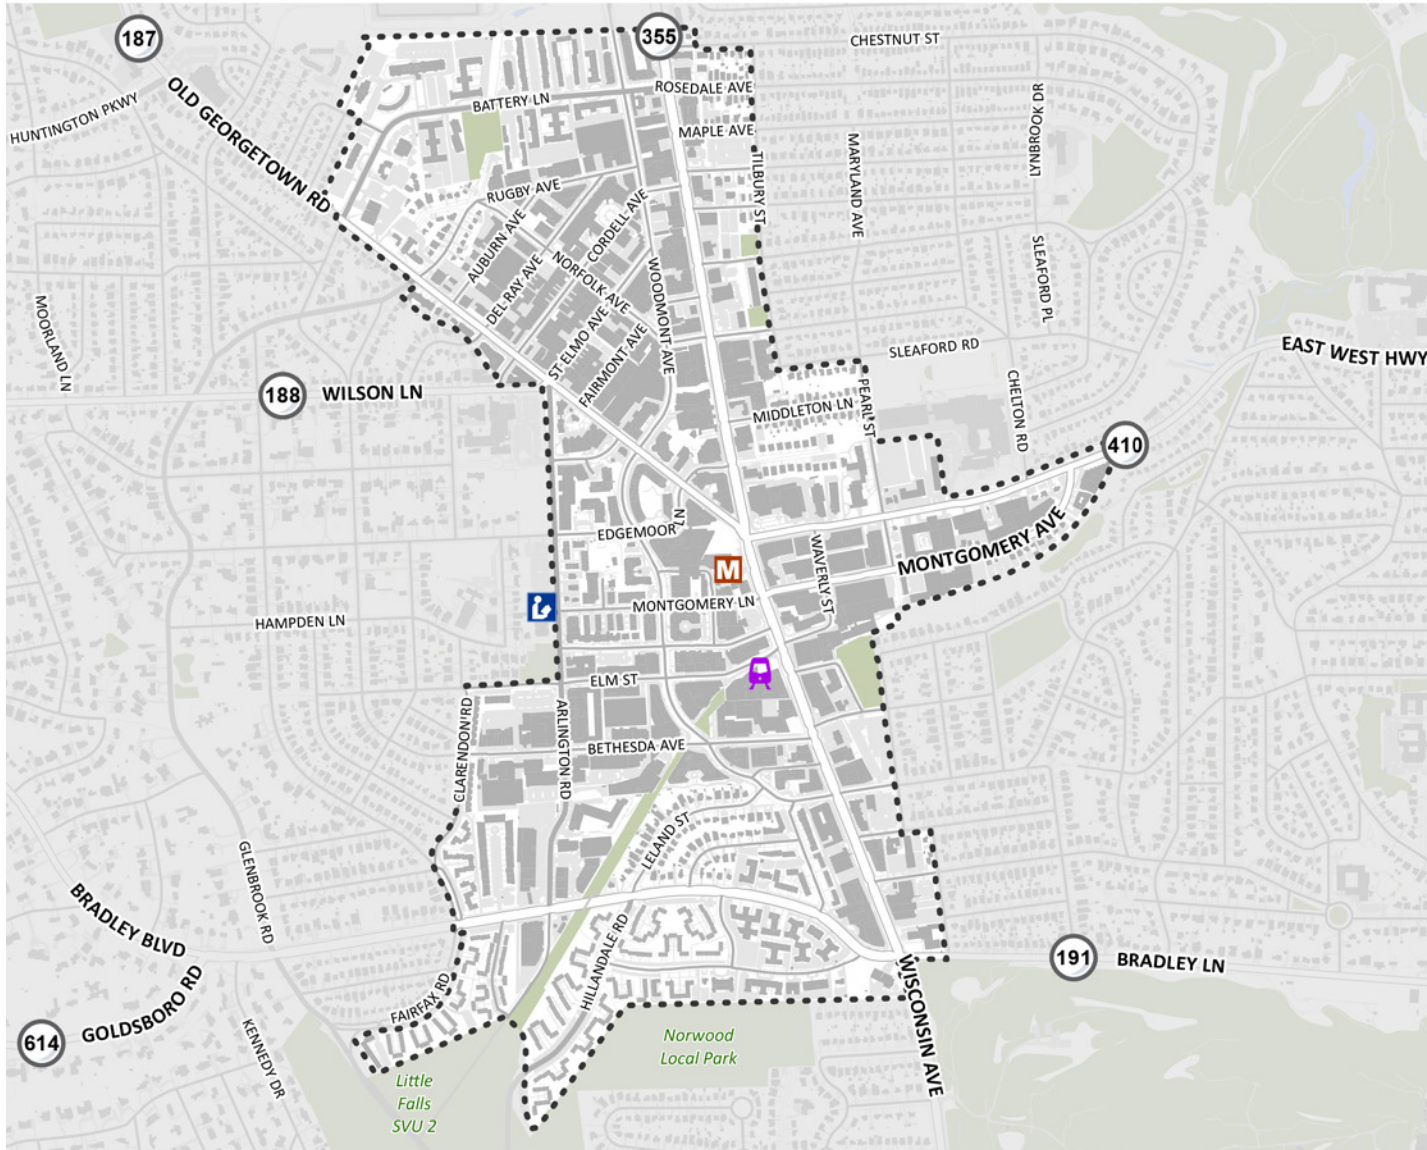 187
355
CHESTNUT ST
HUNTINGTON PKWY
OLD GEORGETOWN RD
BATTERY LN
ROSEDALE AVE
MAPLE AVE
LYNBROOK DR
MARYLAND AVE
TILBURY ST
RUGBY AVE
AUBURN AVE
CORDELL AVE
DEL RAY AVE
NORFOLK AVE
WOODMONT AVE
SLEAFORD PL
MOORLAND LN
ST ELMO AVE
FAIRMONT AVE
SLEAFORD RD
EAST WEST HWY
188
WILSON LN
PEARL ST
CHELTON RD
MIDDLETON LN
410
EDGEMOOR
LN
WAVERLY ST
MONTGOMERY AVE
M
MONTGOMERY LN
HAMPDEN LN
ELM ST
CLARENDON RD
ARLINGTON RD
BETHESDA AVE
LELAND ST
GLENBROOK RD
BRADLEY BLVD
HILLANDALE RD
191
BRADLEY LN
WISCONSIN AVE
FAIRFAX RD
614
GOLDSBORO RD
KENNEDY DR
Norwood
Local Park
Little
Falls
SVU 2